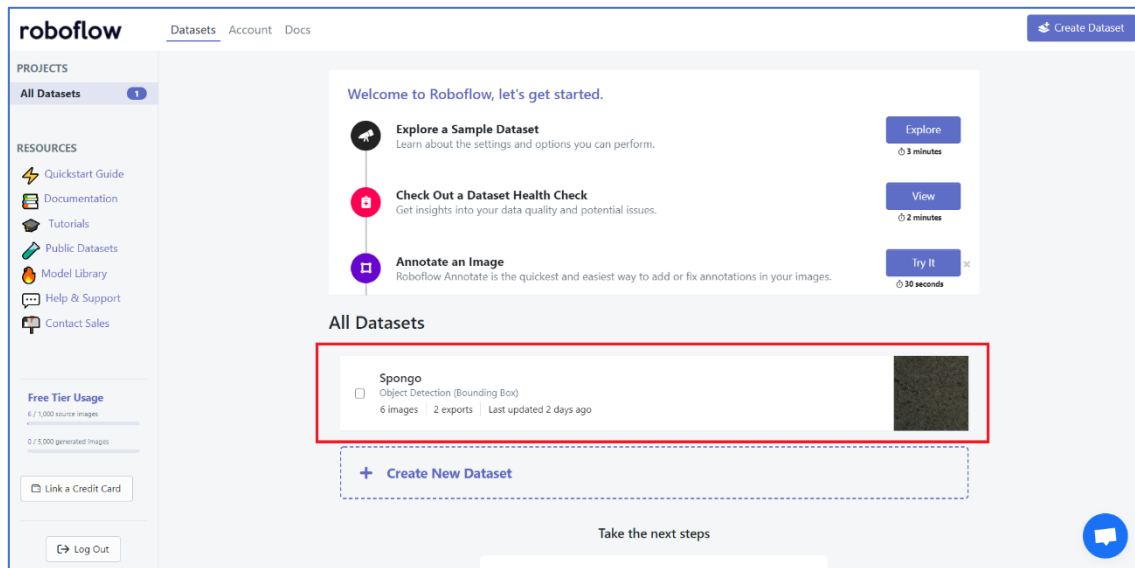 roboflow
Datasets Account Docs
Create Dataset
PROJECTS
All Datasets 1
RESOURCES
Quickstart Guide
Documentation
Tutorials
Public Datasets
Model Library
Help & Support
Contact Sales
Free Tier Usage
6 / 1,000 source images
0 / 5,000 generated images
Link a Credit Card
Log Out
Welcome to Roboflow, let's get started.
Explore a Sample Dataset
Learn about the settings and options you can perform.
Explore
3 minutes
Check Out a Dataset Health Check
Get insights into your data quality and potential issues.
View
2 minutes
Annotate an Image
Roboflow Annotate is the quickest and easiest way to add or fix annotations in your images.
Try It
30 seconds
All Datasets
Spongo
Object Detection (Bounding Box)
6 images 2 exports Last updated 2 days ago
+ Create New Dataset
Take the next steps